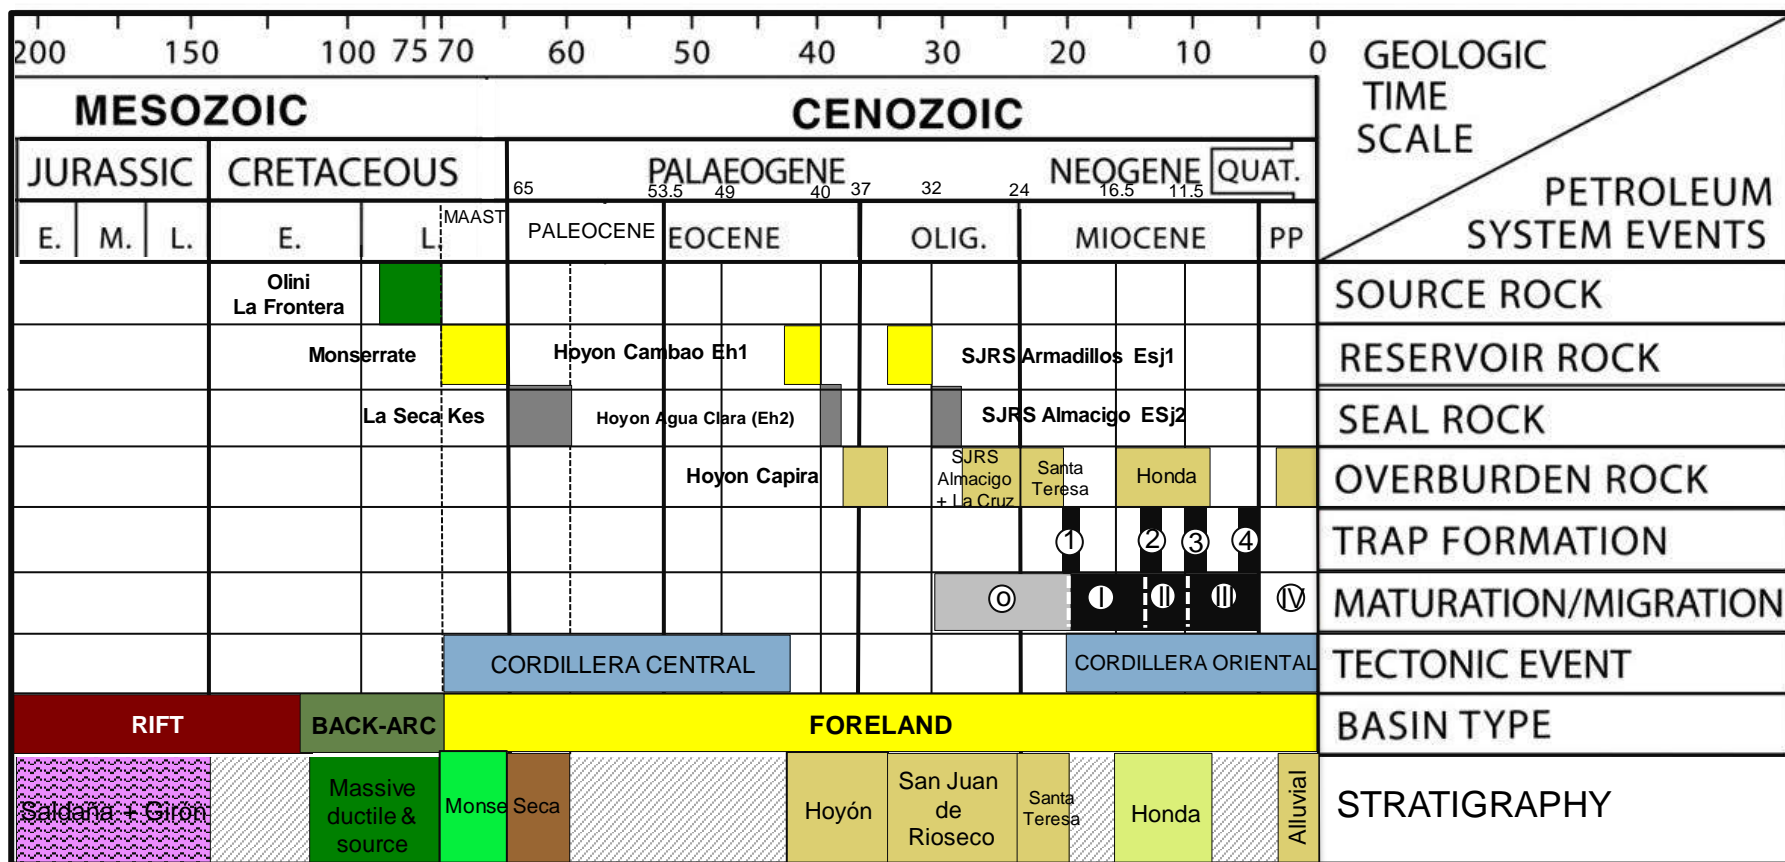 200 150 100 75 70 60 50 40 30 20 10 0
GEOLOGIC
TIME
SCALE
PETROLEUM
SYSTEM EVENTS
MESOZOIC CENOZOIC
JURASSIC CRETACEOUS PALAEOGENE NEOGENE QUAT.
65 53.5 49 40 37 32 24 16.5 11.5
E. M. L. E. L. MAAST PALEOCENE EOCENE OLIG. MIOCENE PP
Olini
La Frontera
SOURCE ROCK
Monserrate Hoyon Cambao Eh1 SJRS Armadillos Esj1 RESERVOIR ROCK
La Seca Kes Hoyon Agua Clara (Eh2) SJRS Almacigo ESj2 SEAL ROCK
Hoyon Capira
SJRS
Almacigo
+ La Cruz
Santa
Teresa
Honda
OVERBURDEN ROCK
1 2 3 4 TRAP FORMATION
O I II III IV MATURATION/MIGRATION
CORDILLERA CENTRAL CORDILLERA ORIENTAL TECTONIC EVENT
RIFT BACK-ARC FORELAND BASIN TYPE
Saldaña + Girón
Massive
ductile &
source
Monse Seca
Hoyón
San Juan
de
Rioseco
Santa
Teresa
Honda
Alluvial
STRATIGRAPHY